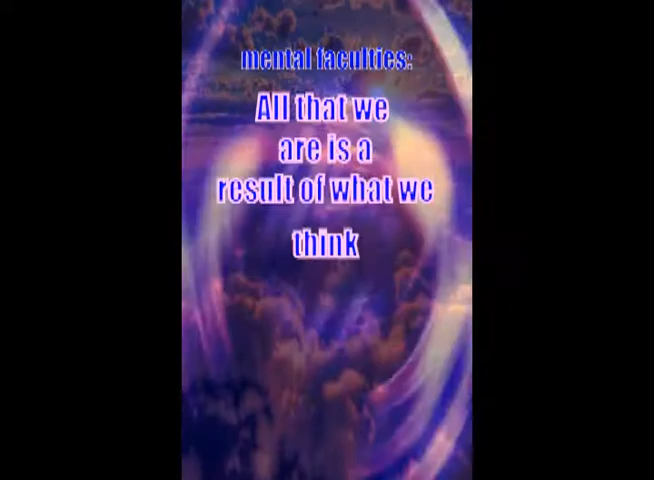 mental faculties:
All that we
are is a
result of what we
think